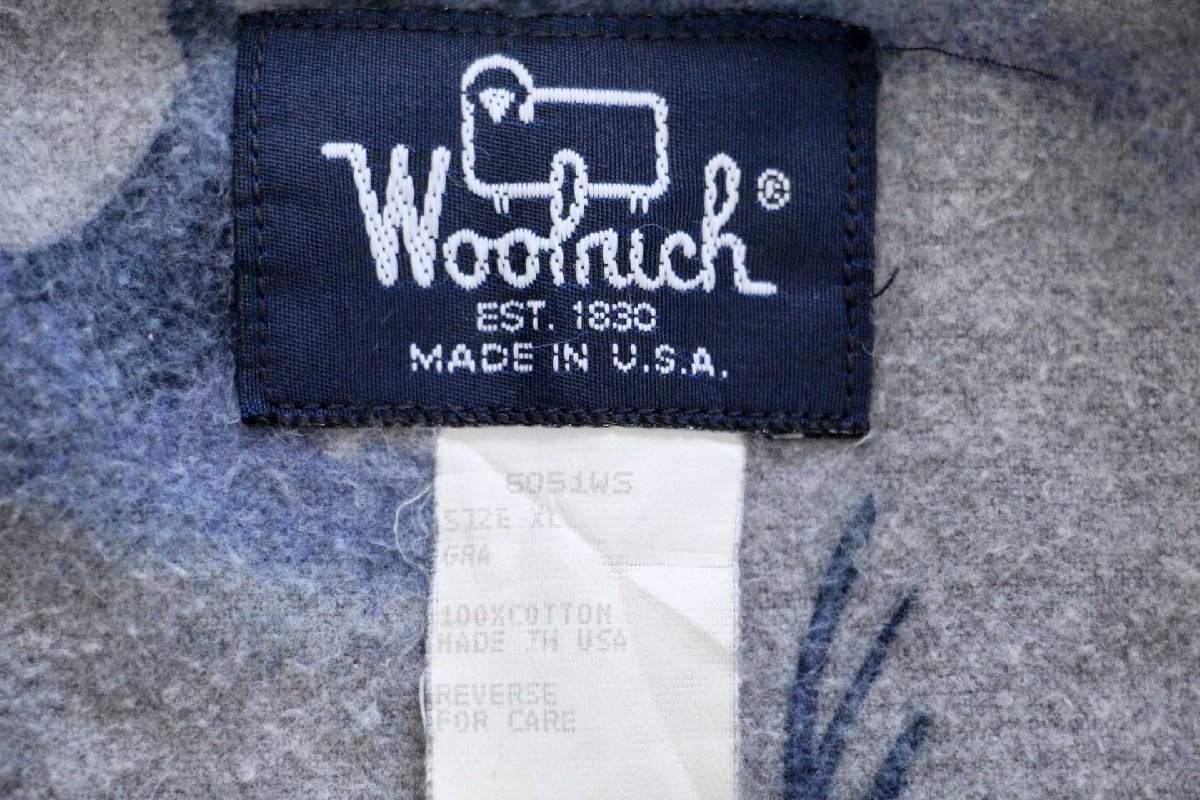 Woolrich®
EST. 1830
MADE IN U.S.A.
5051WS
SIZE XL
GRA
100%COTTON
MADE IN USA
REVERSE
FOR CARE